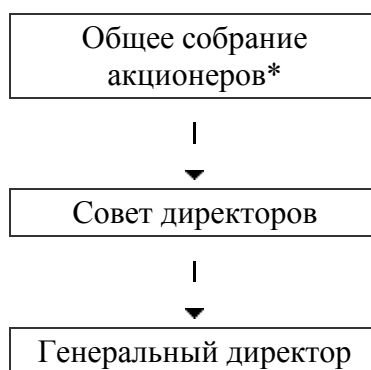 Общее собрание
акционеров*
Совет директоров
Генеральный директор